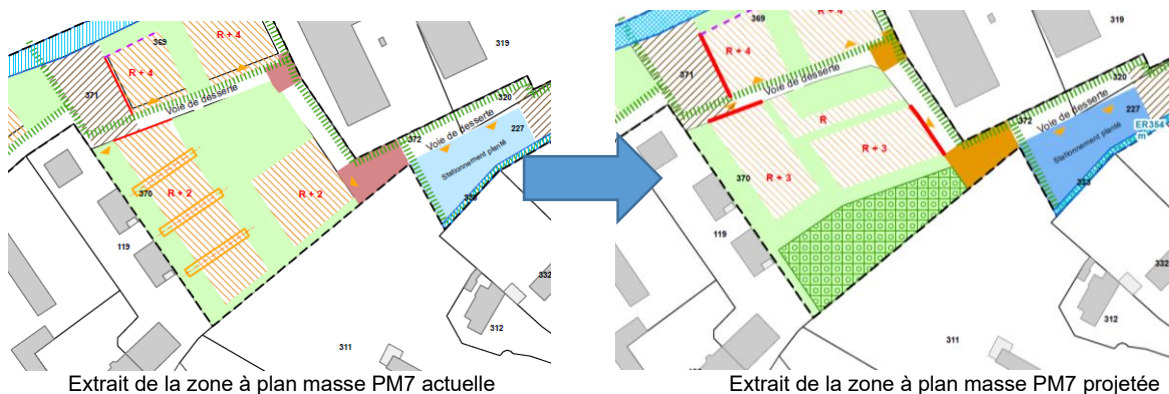 369
R + 4
R + 4
371
Voie de desserte
319
320
372
Voie de desserte
227
Stationnement planté
R + 2
370
R + 2
119
332
312
311
Extrait de la zone à plan masse PM7 actuelle
369
R + 4
R + 4
371
Voie de desserte
319
320
372
Voie de desserte
227
ER354
m
Stationnement planté
R
R + 3
370
R + 3
333
119
332
312
311
Extrait de la zone à plan masse PM7 projetée